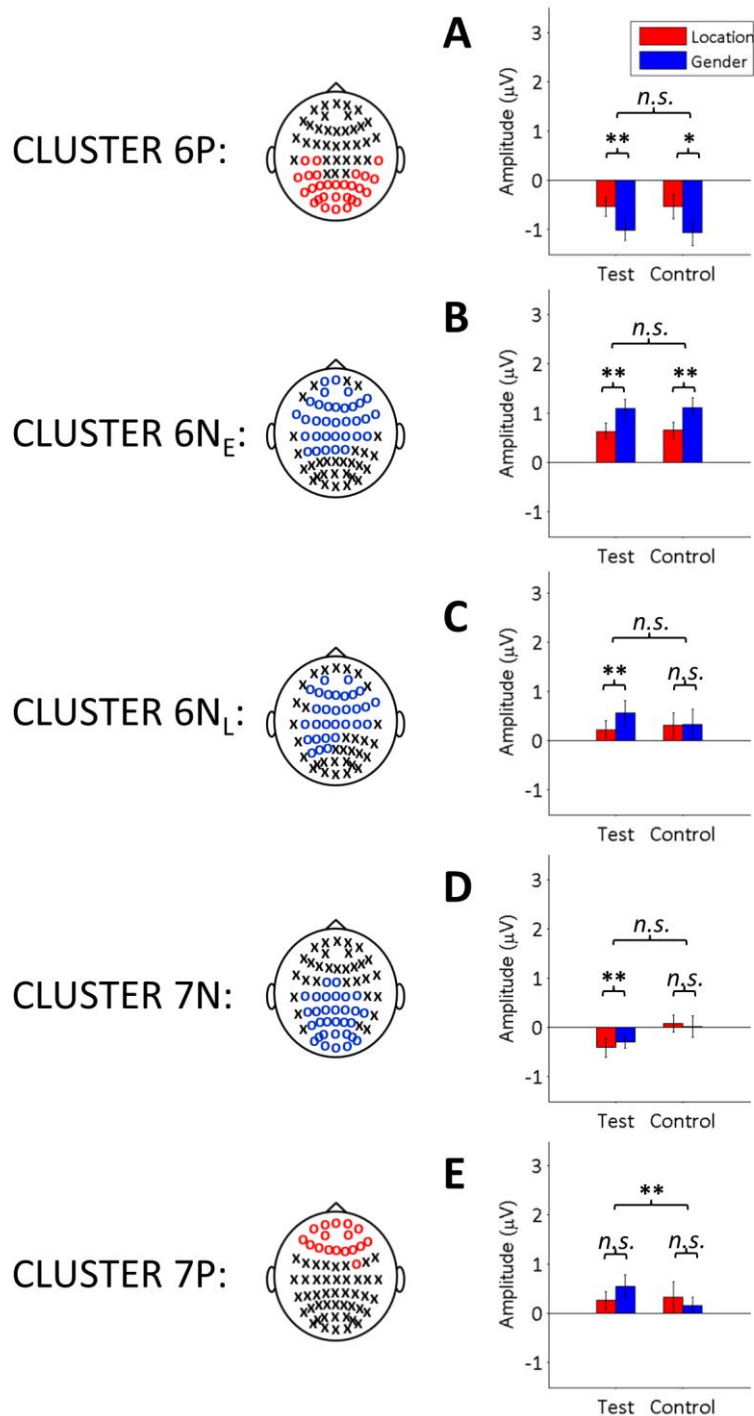 A
3
Location
Gender
2
n.s.
1
** *
0
-1
Amplitude (μV)
Test Control
CLUSTER 6P:
B
3
n.s.
2
** **
1
0
-1
Amplitude (μV)
Test Control
CLUSTER 6NE:
C
3
n.s.
2
** n.s.
1
0
-1
Amplitude (μV)
Test Control
CLUSTER 6NL:
D
3
n.s.
2
** n.s.
1
0
-1
Amplitude (μV)
Test Control
CLUSTER 7N:
E
3
**
2
n.s. n.s.
1
0
-1
Amplitude (μV)
Test Control
CLUSTER 7P: